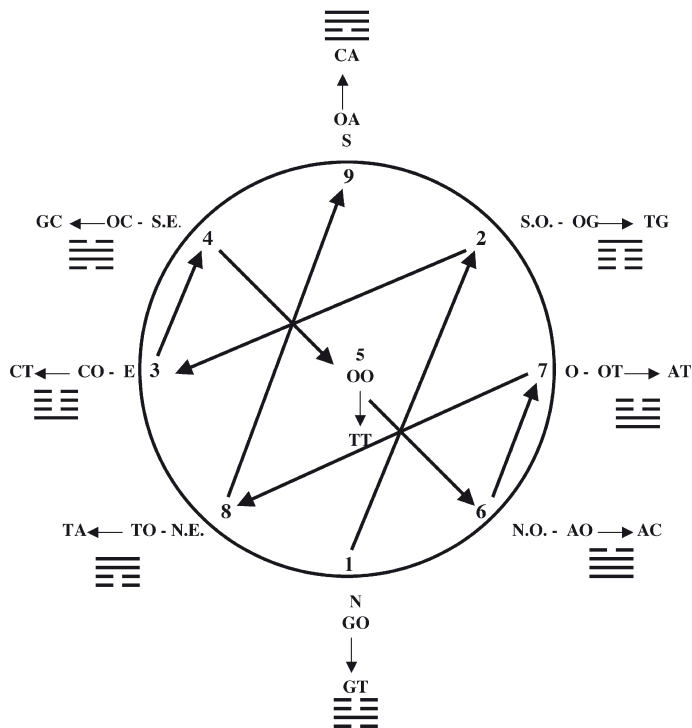 CA
OA
S
9
GC OC - S.E.
S.O. - OG TG
4
2
5
CT CO - E 3
7 O - OT AT
OO
TT
8
6
TA TO - N.E.
N.O. - AO AC
1
N
GO
GT